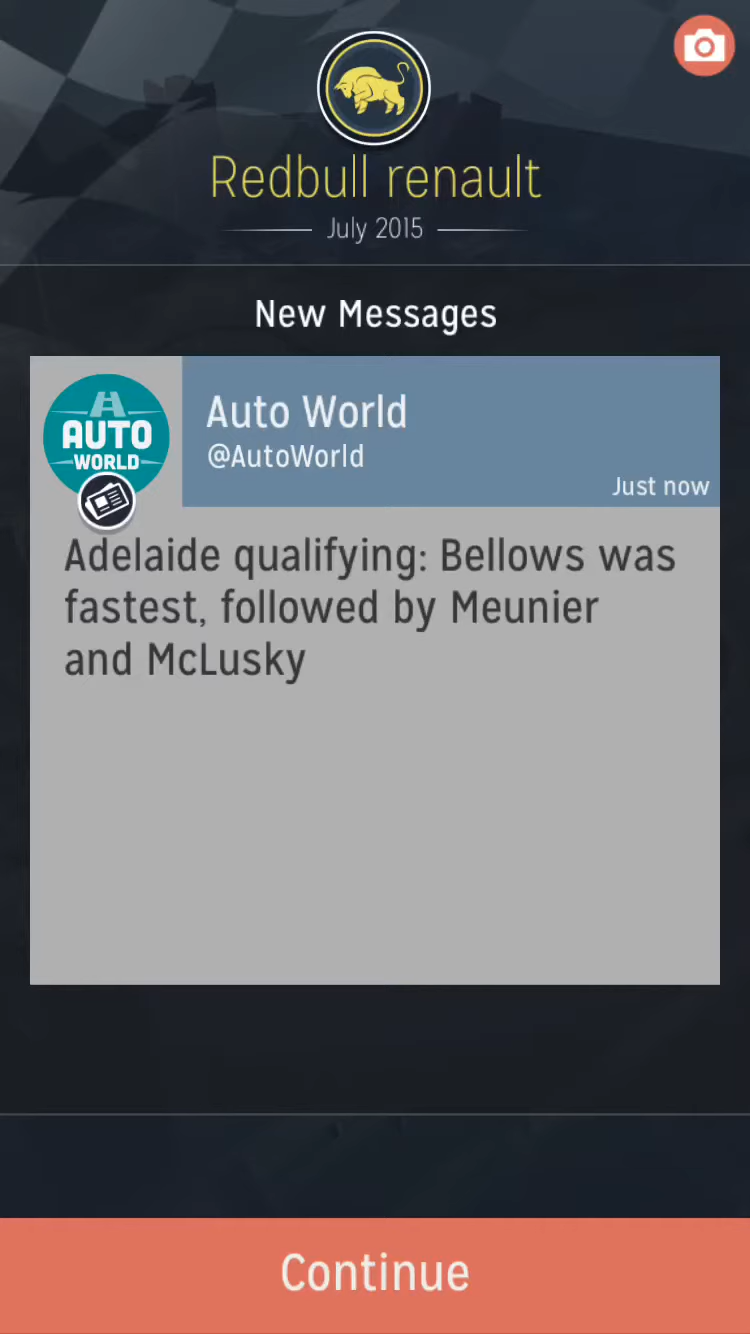 Redbull renault
July 2015
New Messages
AUTO
WORLD
Auto World
@AutoWorld
Just now
Adelaide qualifying: Bellows was
fastest, followed by Meunier
and McLusky
Continue